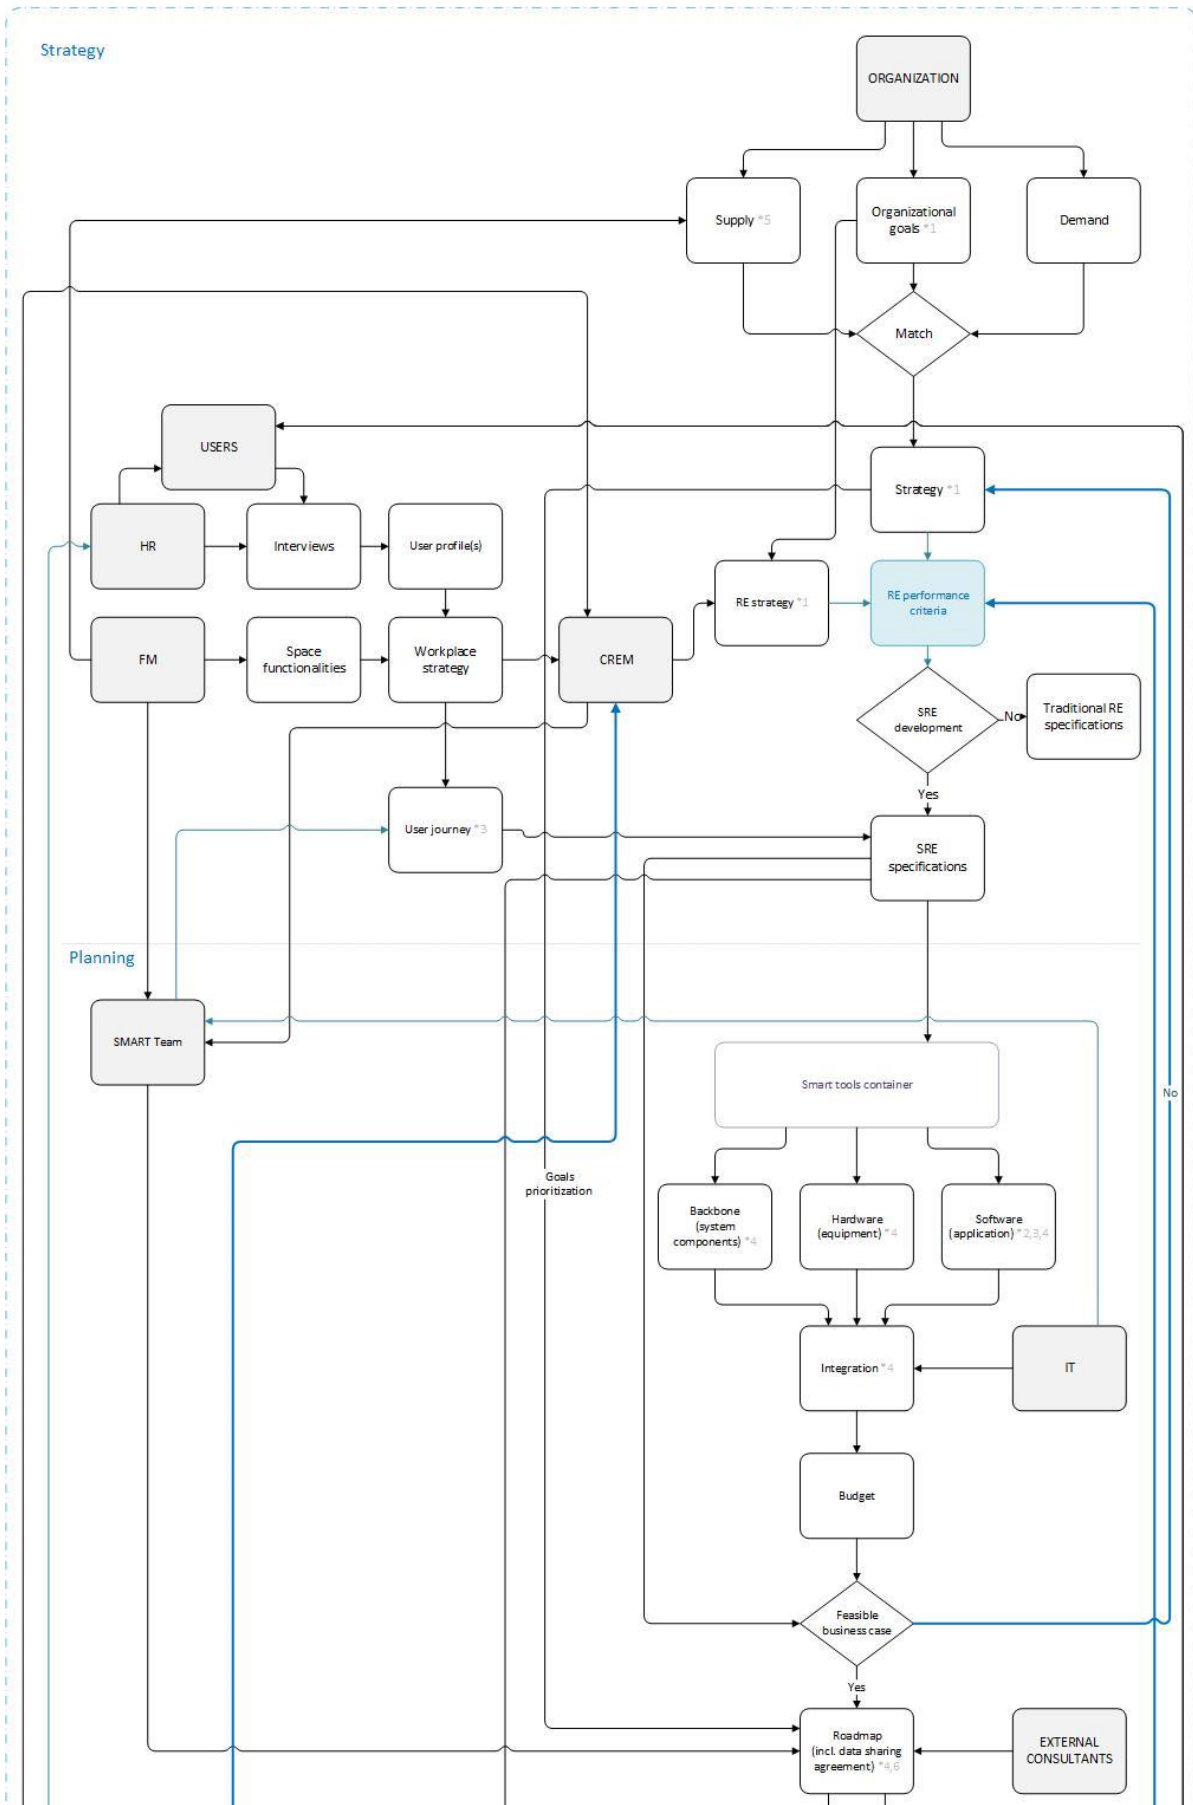 Strategy
ORGANIZATION
Supply *5
Organizational
goals *1
Demand
Match
USERS
Strategy *1
HR
Interviews
User profile(s)
RE strategy *1
RE performance
criteria
FM
Space
functionalities
Workplace
strategy
CREM
SRE
development
No
Traditional RE
specifications
Yes
User journey *3
SRE
specifications
Planning
SMART Team
Smart tools container
No
Goals
prioritization
Backbone
(system
components) *4
Hardware
(equipment) *4
Software
(application) *2,3,4
Integration *4
IT
Budget
Feasible
business case
Yes
Roadmap
(incl. data sharing
agreement) *4,6
EXTERNAL
CONSULTANTS